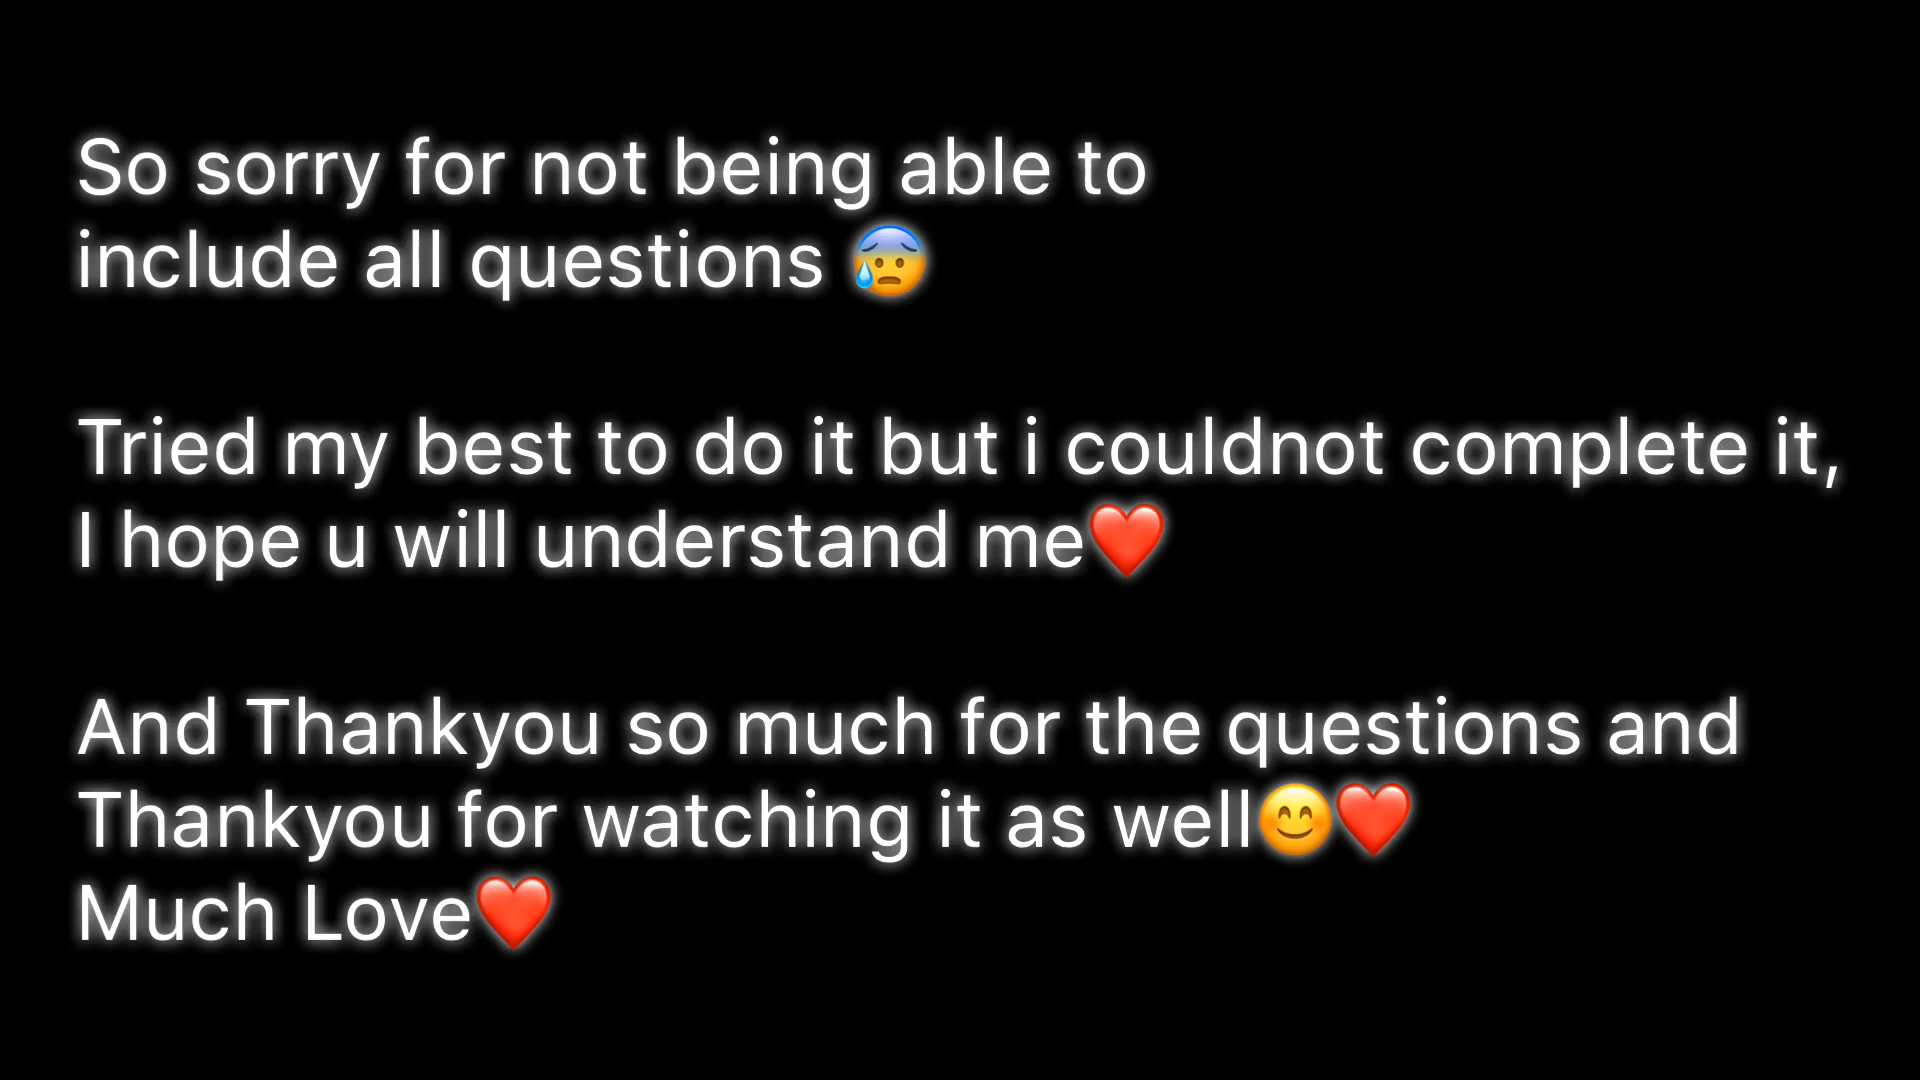 So sorry for not being able to
include all questions 😰
Tried my best to do it but i couldnot complete it,
I hope u will understand me❤️
And Thankyou so much for the questions and
Thankyou for watching it as well😊❤️
Much Love❤️